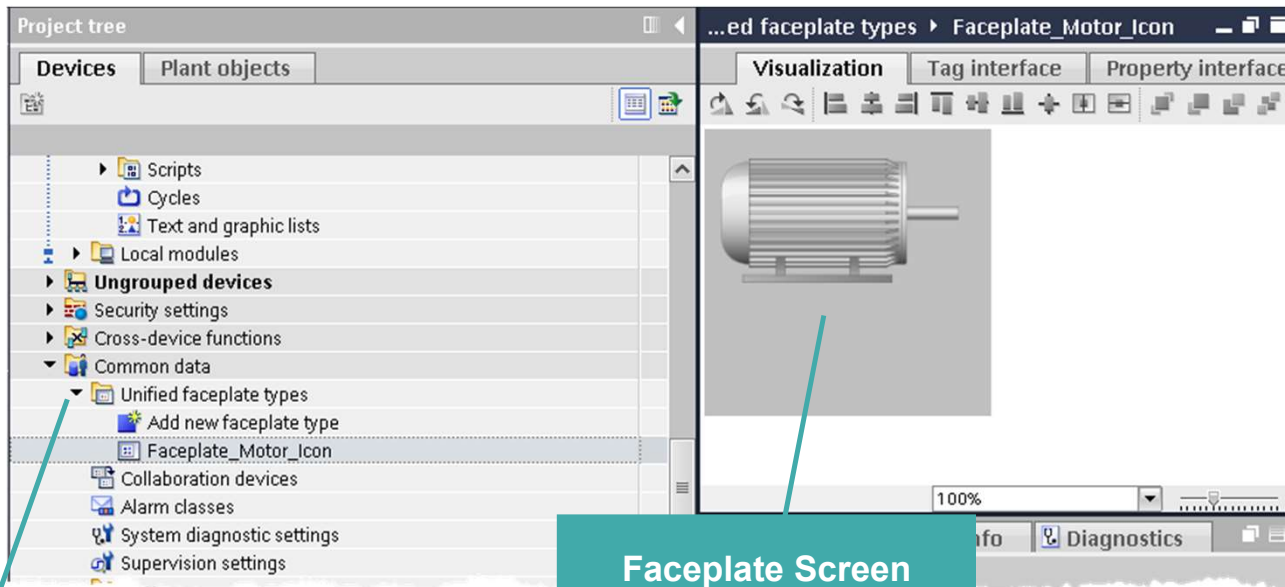 Project tree
Devices
Plant objects
Scripts
Cycles
Text and graphic lists
Local modules
Ungrouped devices
Security settings
Cross-device functions
Common data
Unified faceplate types
Add new faceplate type
Faceplate_Motor_Icon
Collaboration devices
Alarm classes
System diagnostic settings
Supervision settings
...ed faceplate types Faceplate_Motor_Icon
Visualization
Tag interface
Property interface
100%
nfo
Diagnostics
Faceplate Screen